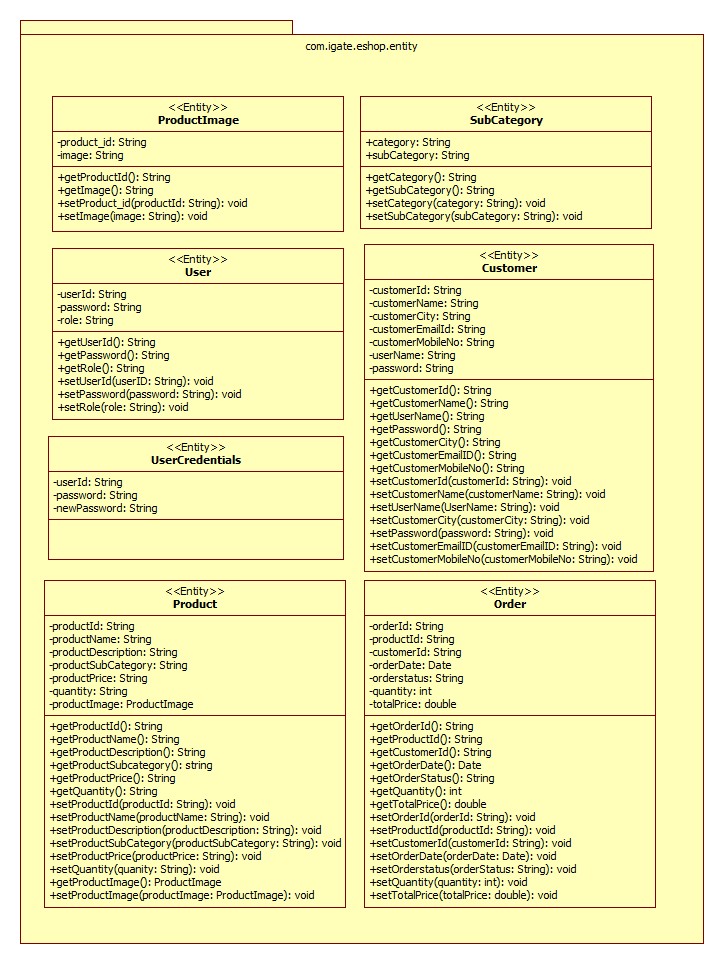 com.igate.eshop.entity
<<Entity>>
ProductImage
-product_id: String
-image: String
+getProductId(): String
+getImage(): String
+setProduct_id(productId: String): void
+setImage(image: String): void
<<Entity>>
SubCategory
+category: String
+subCategory: String
+getCategory(): String
+getSubCategory(): String
+setCategory(category: String): void
+setSubCategory(subCategory: String): void
<<Entity>>
User
-userId: String
-password: String
-role: String
+getUserId(): String
+getPassword(): String
+getRole(): String
+setUserId(userID: String): void
+setPassword(password: String): void
+setRole(role: String): void
<<Entity>>
Customer
-customerId: String
-customerName: String
-customerCity: String
-customerEmailId: String
-customerMobileNo: String
-userName: String
-password: String
+getCustomerId(): String
+getCustomerName(): String
+getUserName(): String
+getPassword(): String
+getCustomerCity(): String
+getCustomerEmailID(): String
+getCustomerMobileNo(): String
+setCustomerId(customerId: String): void
+setCustomerName(customerName: String): void
+setUserName(UserName: String): void
+setCustomerCity(customerCity: String): void
+setPassword(password: String): void
+setCustomerEmailID(customerEmailID: String): void
+setCustomerMobileNo(customerMobileNo: String): void
<<Entity>>
UserCredentials
-userId: String
-password: String
-newPassword: String
<<Entity>>
Product
-productId: String
-productName: String
-productDescription: String
-productSubCategory: String
-productPrice: String
-quantity: String
-productImage: ProductImage
+getProductId(): String
+getProductName(): String
+getProductDescription(): String
+getProductSubcategory(): string
+getProductPrice(): String
+getQuantity(): String
+setProductId(productId: String): void
+setProductName(productName: String): void
+setProductDescription(productDescription: String): void
+setProductSubCategory(productSubCategory: String): void
+setProductPrice(productPrice: String): void
+setQuantity(quanity: String): void
+getProductImage(): ProductImage
+setProductImage(productImage: ProductImage): void
<<Entity>>
Order
-orderId: String
-productId: String
-customerId: String
-orderDate: Date
-orderstatus: String
-quantity: int
-totalPrice: double
+getOrderId(): String
+getProductId(): String
+getCustomerId(): String
+getOrderDate(): Date
+getOrderStatus(): String
+getQuantity(): int
+getTotalPrice(): double
+setOrderId(orderId: String): void
+setProductId(productId: String): void
+setCustomerId(customerId: String): void
+setOrderDate(orderDate: Date): void
+setOrderstatus(orderStatus: String): void
+setQuantity(quantity: int): void
+setTotalPrice(totalPrice: double): void